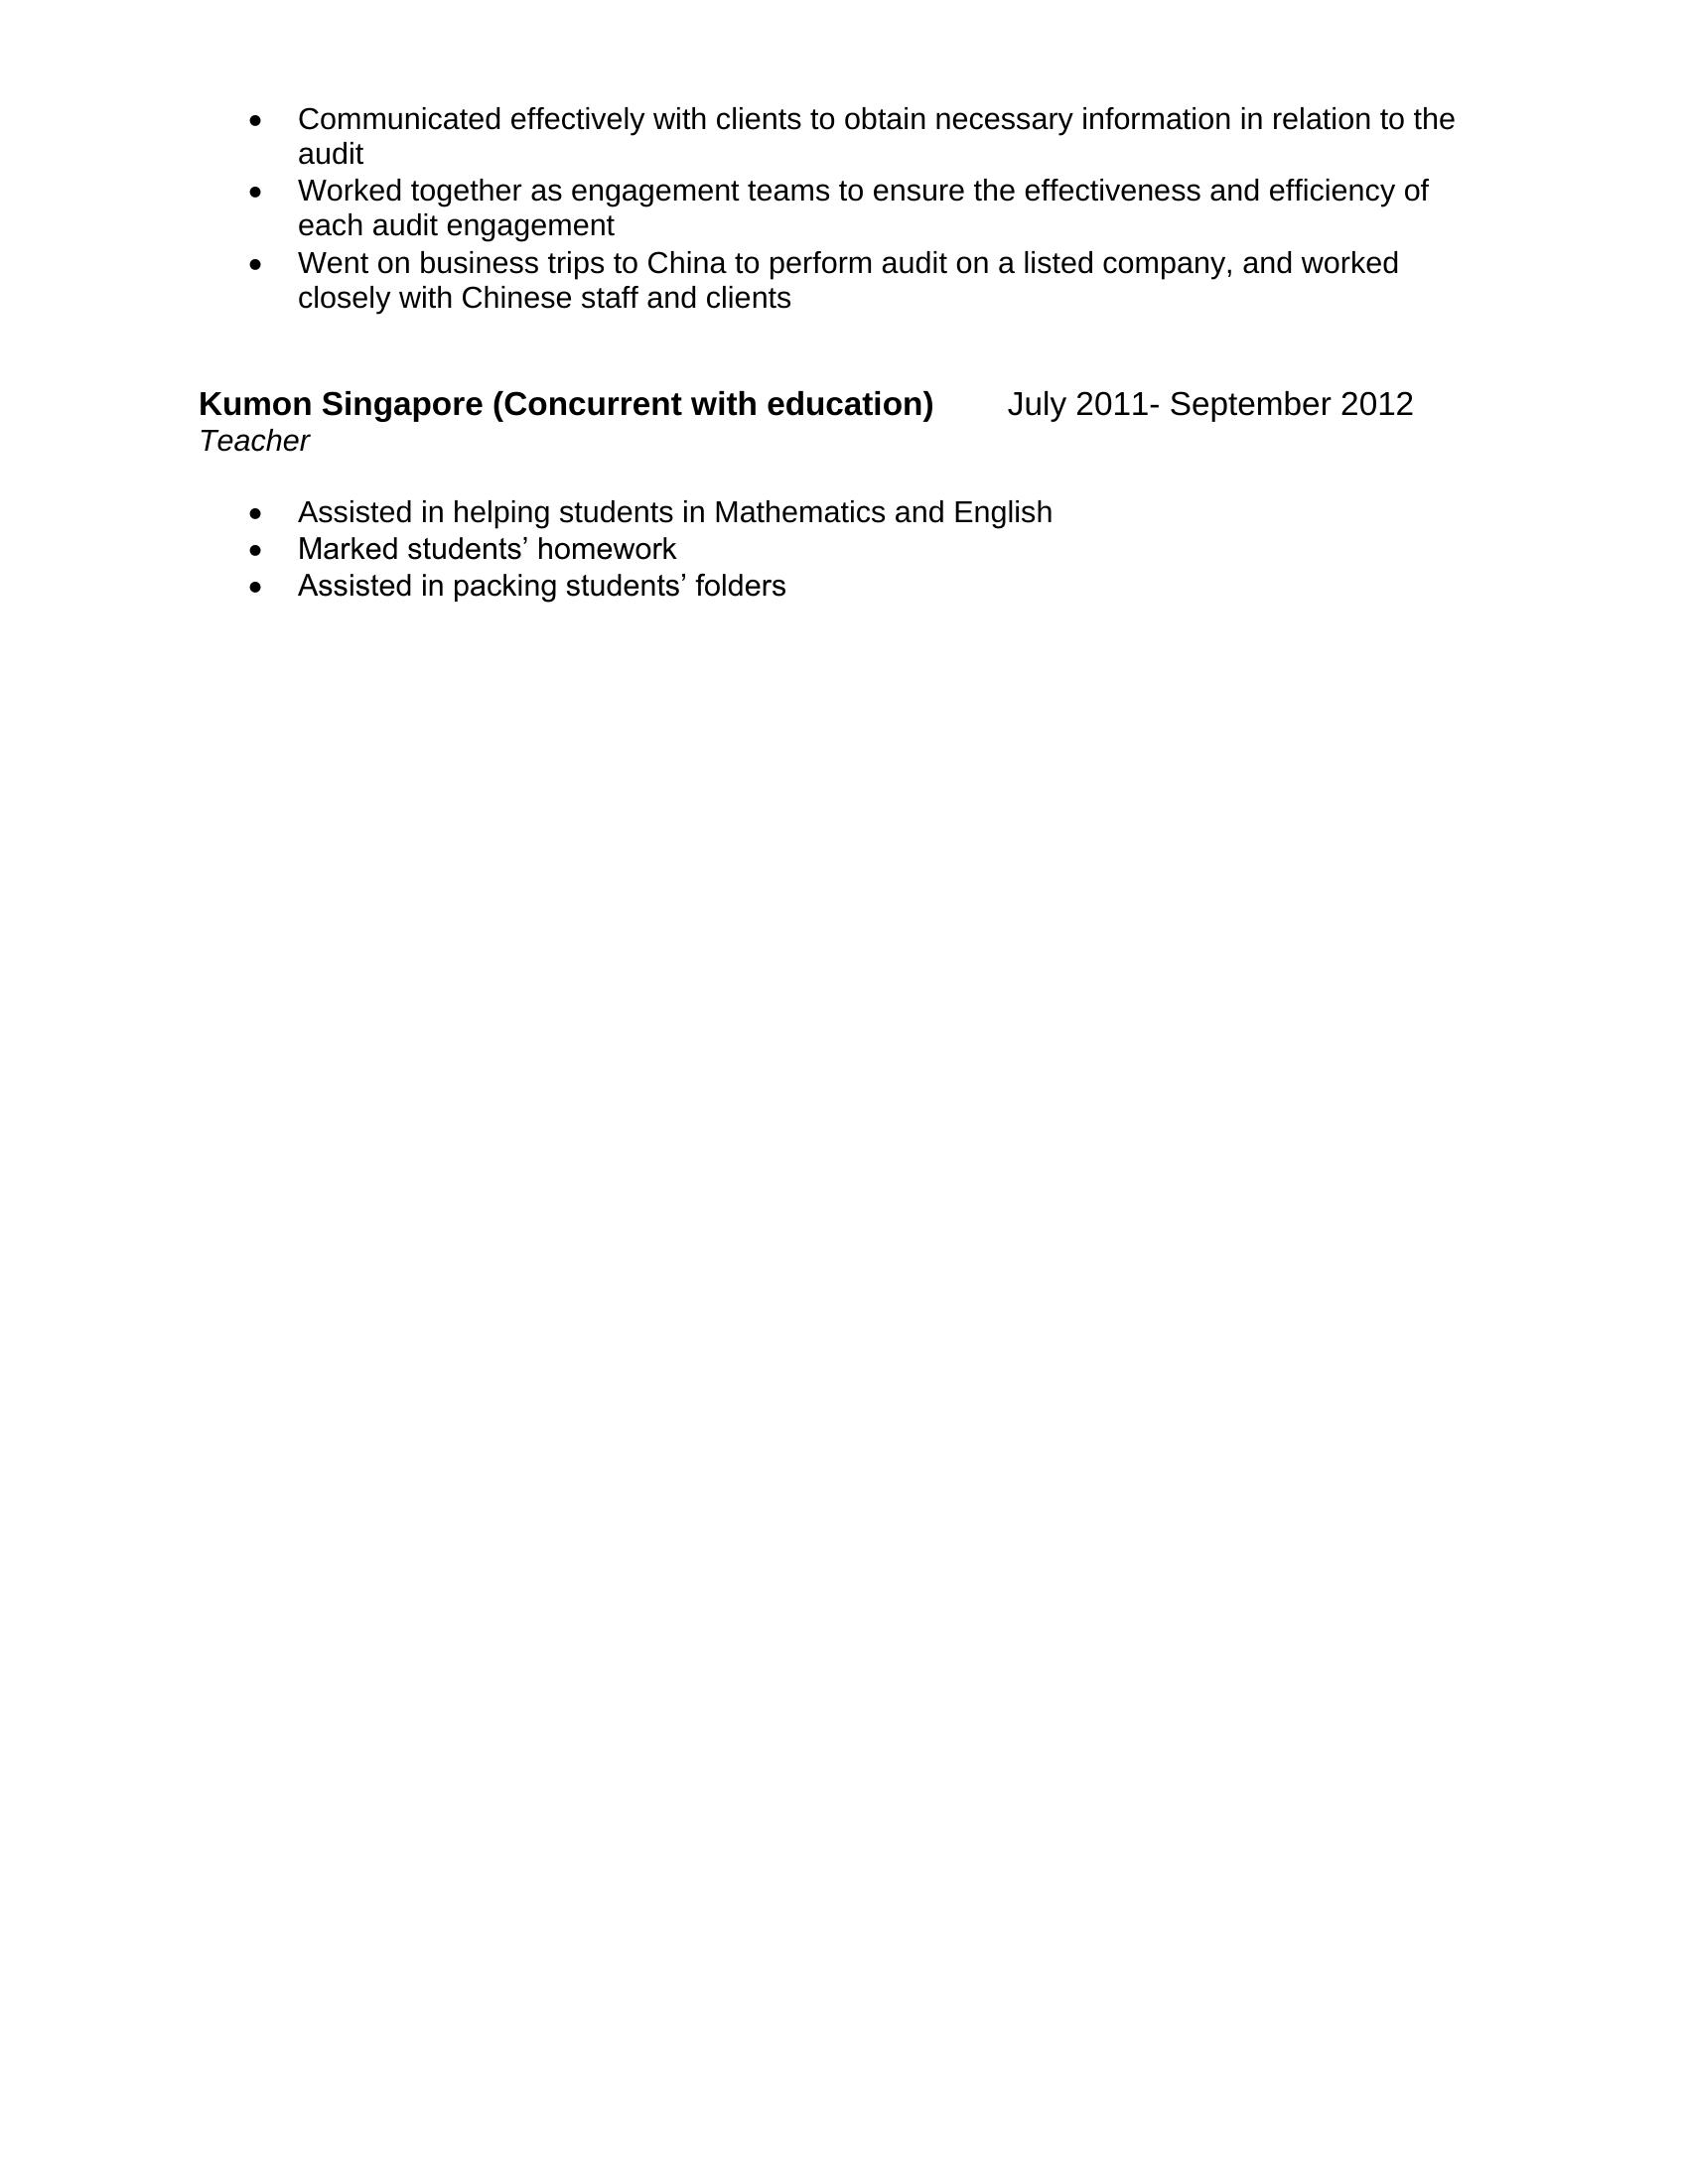 • Communicated effectively with clients to obtain necessary information in relation to the
audit
• Worked together as engagement teams to ensure the effectiveness and efficiency of
each audit engagement
• Went on business trips to China to perform audit on a listed company, and worked
closely with Chinese staff and clients
Kumon Singapore (Concurrent with education) July 2011- September 2012
Teacher
• Assisted in helping students in Mathematics and English
• Marked students’ homework
• Assisted in packing students’ folders